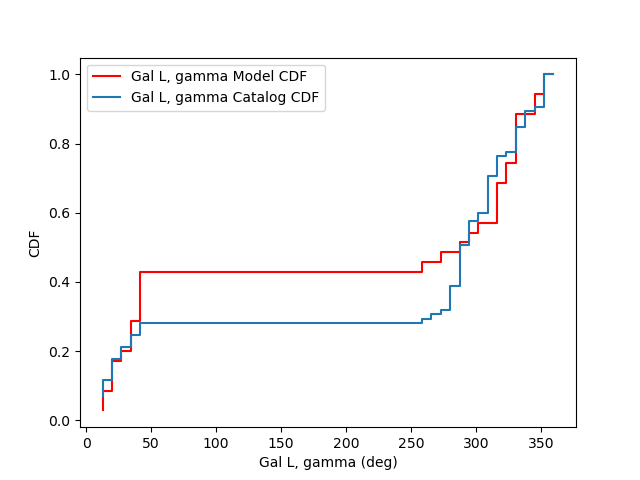 Gal L, gamma Model CDF
Gal L, gamma Catalog CDF
1.0
0.8
0.6
0.4
0.2
0.0
CDF
0 50 100 150 200 250 300 350
Gal L, gamma (deg)